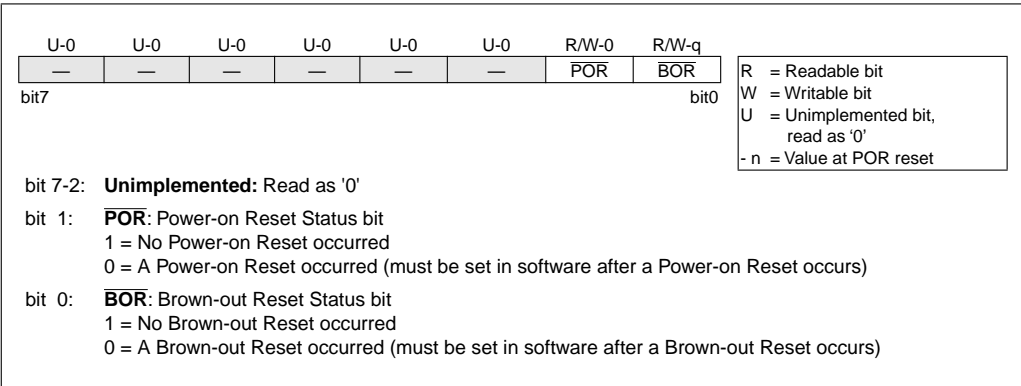 U-0 U-0 U-0 U-0 U-0 U-0 R/W-0 R/W-q
— — — — — — P̅O̅R̅ B̅O̅R̅
bit7 bit0
R = Readable bit
W = Writable bit
U = Unimplemented bit,
read as ‘0’
- n = Value at POR reset
bit 7-2: Unimplemented: Read as '0'
bit 1: P̅O̅R̅: Power-on Reset Status bit
1 = No Power-on Reset occurred
0 = A Power-on Reset occurred (must be set in software after a Power-on Reset occurs)
bit 0: B̅O̅R̅: Brown-out Reset Status bit
1 = No Brown-out Reset occurred
0 = A Brown-out Reset occurred (must be set in software after a Brown-out Reset occurs)